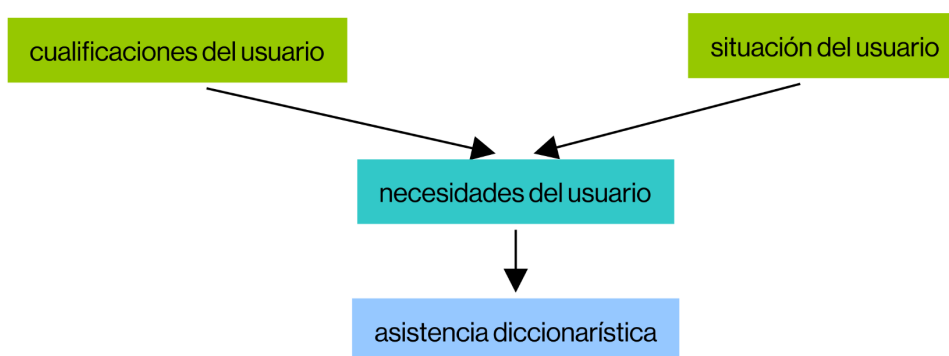 cualificaciones del usuario
situación del usuario
necesidades del usuario
asistencia diccionarística